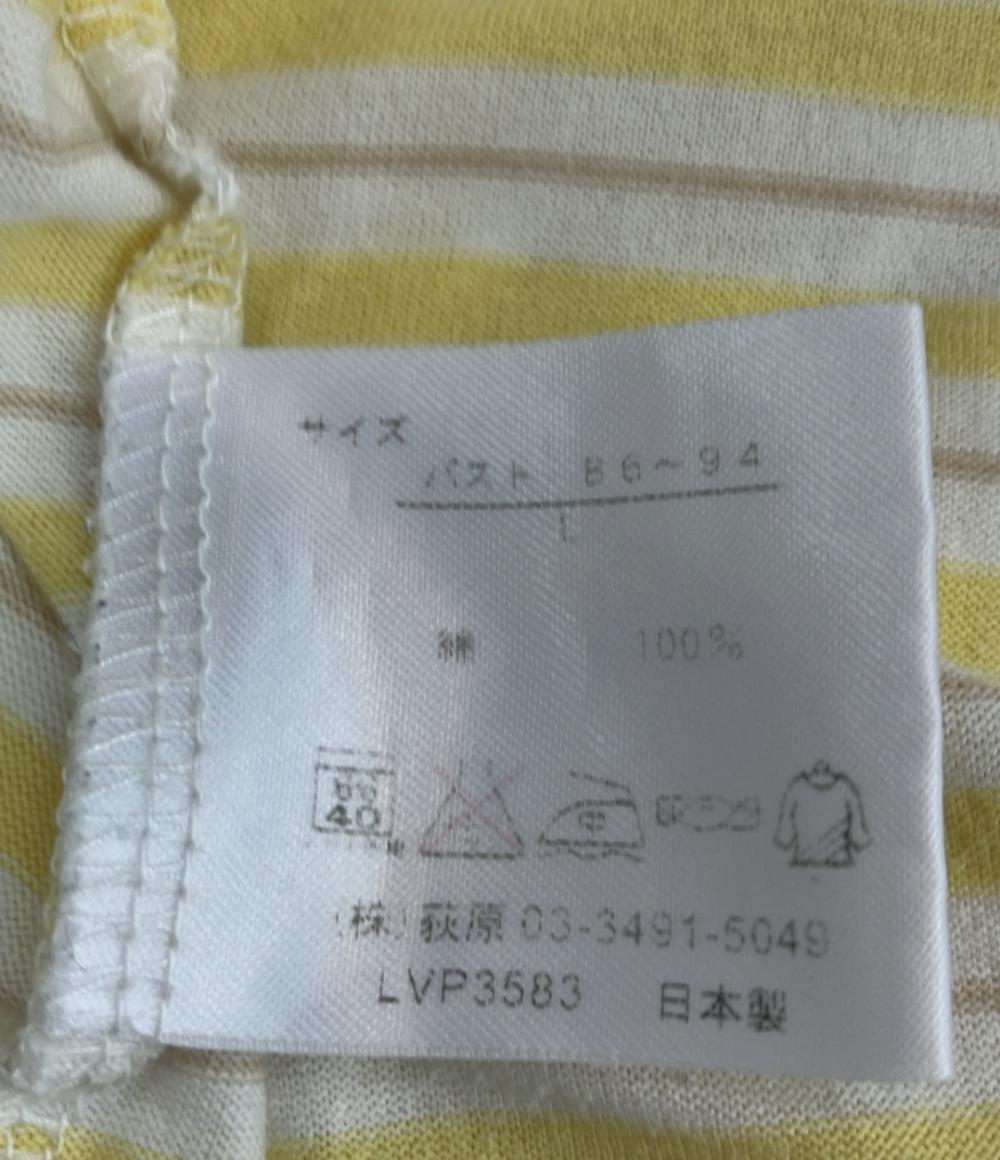 サイズ
バスト 86~94
L
綿 100%
40
中
(株)荻原 03-3491-5049
LVP3583 日本製